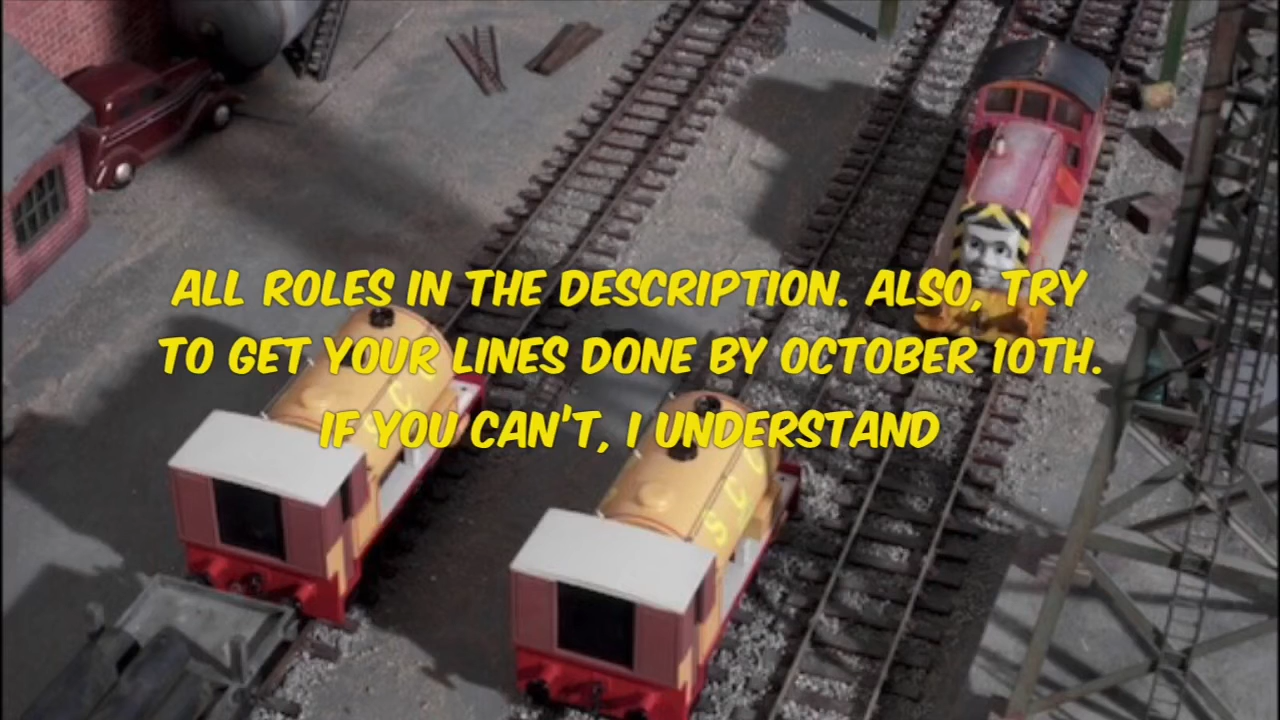 ALL ROLES IN THE DESCRIPTION. ALSO, TRY
TO GET YOUR LINES DONE BY OCTOBER 10TH.
IF YOU CAN'T, I UNDERSTAND
S C C
S L C